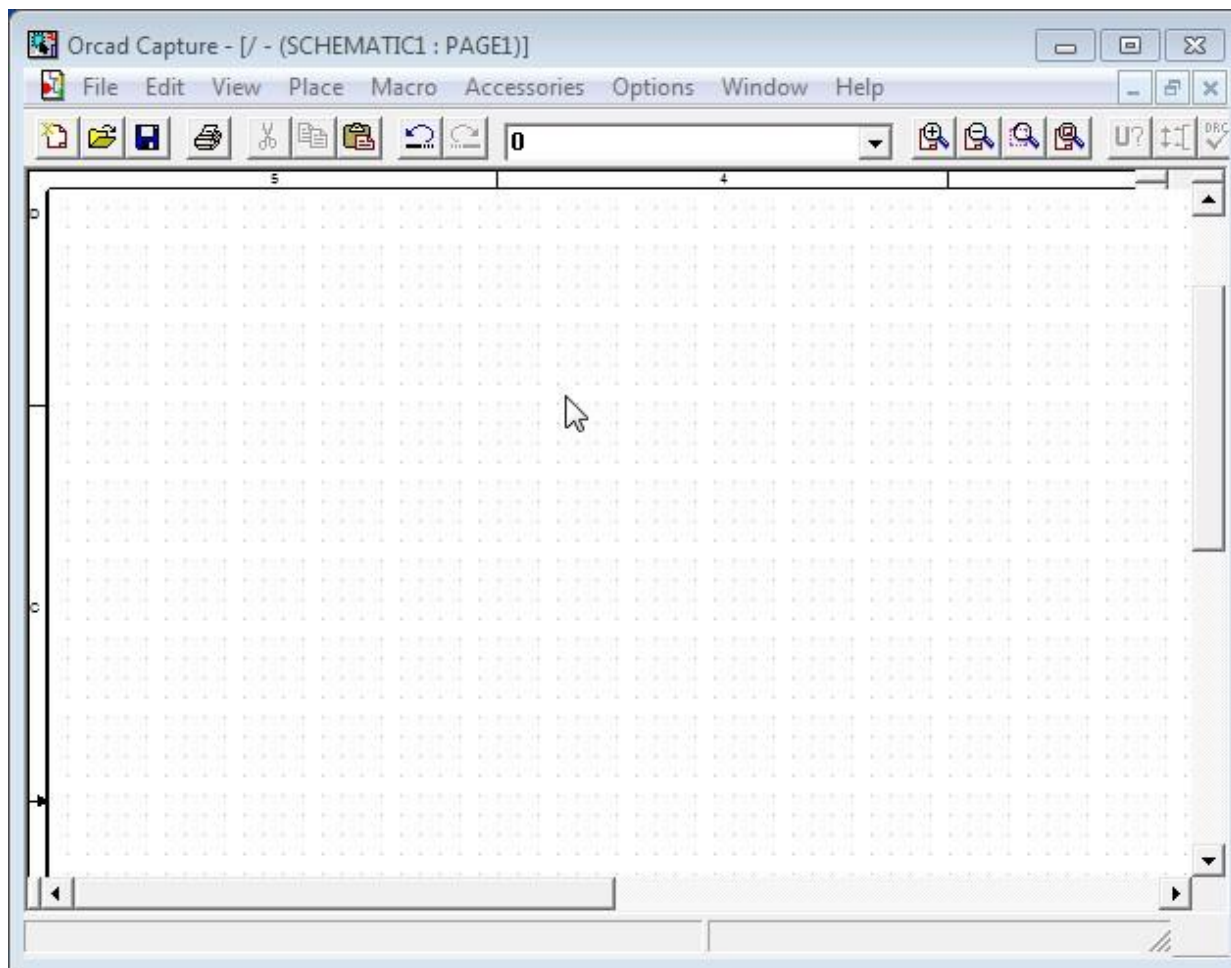 Orcad Capture - [/ - (SCHEMATIC1 : PAGE1)]
File Edit View Place Macro Accessories Options Window Help
0 U? DRC
5 4
D
C